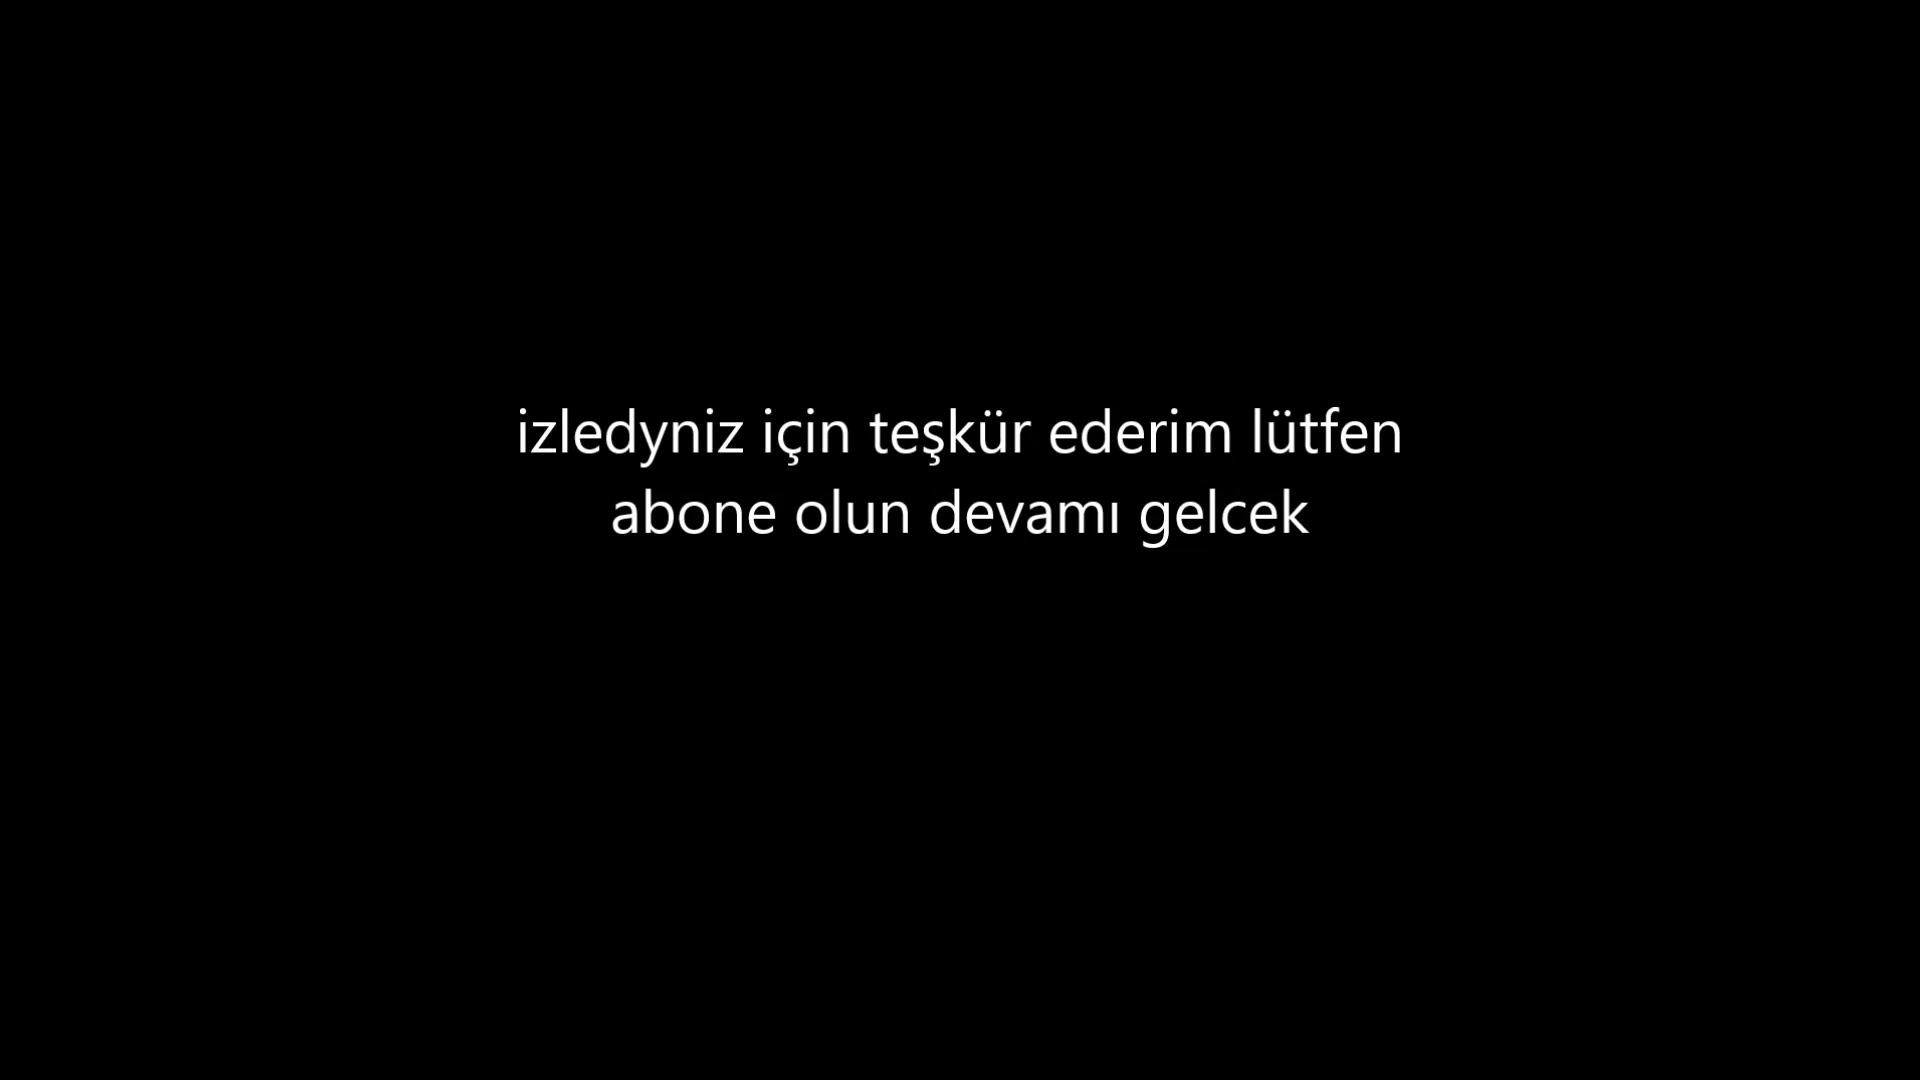 izledyniz için teşkür ederim lütfen
abone olun devamı gelcek